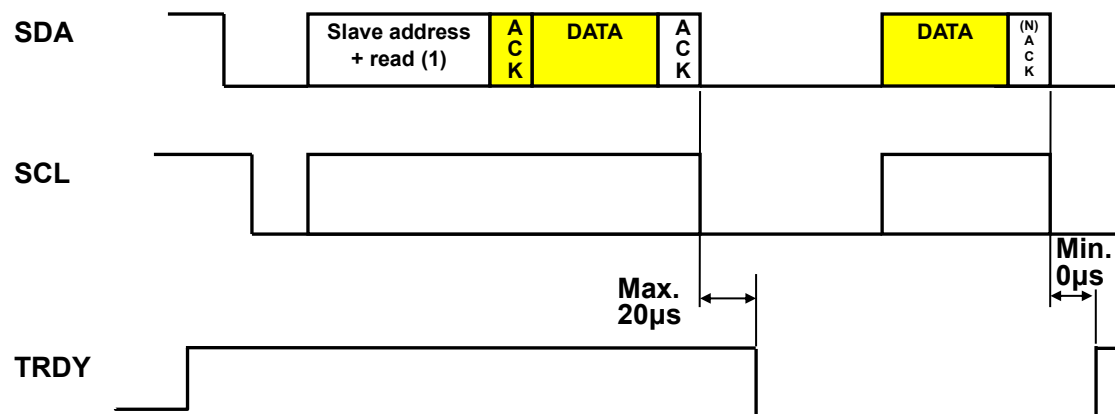 SDA
Slave address
+ read (1)
A
C
K
DATA
A
C
K
DATA
(N)
A
C
K
SCL
Max.
20µs
Min.
0µs
TRDY